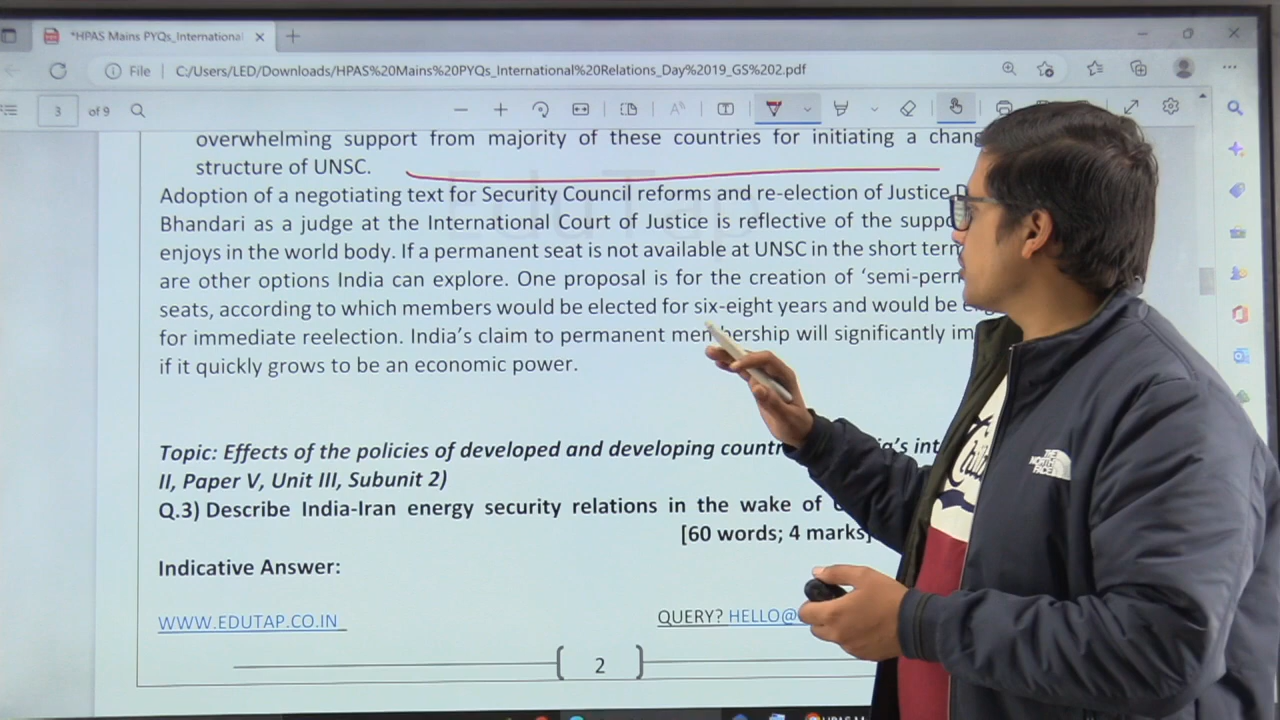 *HPAS Mains PYQs_International
File C:/Users/LED/Downloads/HPAS%20Mains%20PYQs_International%20Relations_Day%2019_GS%202.pdf
3 of 9
overwhelming support from majority of these countries for initiating a chang
structure of UNSC.
Adoption of a negotiating text for Security Council reforms and re-election of Justice D
Bhandari as a judge at the International Court of Justice is reflective of the suppo
enjoys in the world body. If a permanent seat is not available at UNSC in the short term
are other options India can explore. One proposal is for the creation of ‘semi-perm
seats, according to which members would be elected for six-eight years and would be
for immediate reelection. India’s claim to permanent membership will significantly im
if it quickly grows to be an economic power.
Topic: Effects of the policies of developed and developing countr a’s int
II, Paper V, Unit III, Subunit 2)
Q.3) Describe India-Iran energy security relations in the wake of
[60 words; 4 marks]
Indicative Answer:
WWW.EDUTAP.CO.IN QUERY? HELLO@
2
THE NORTH FACE